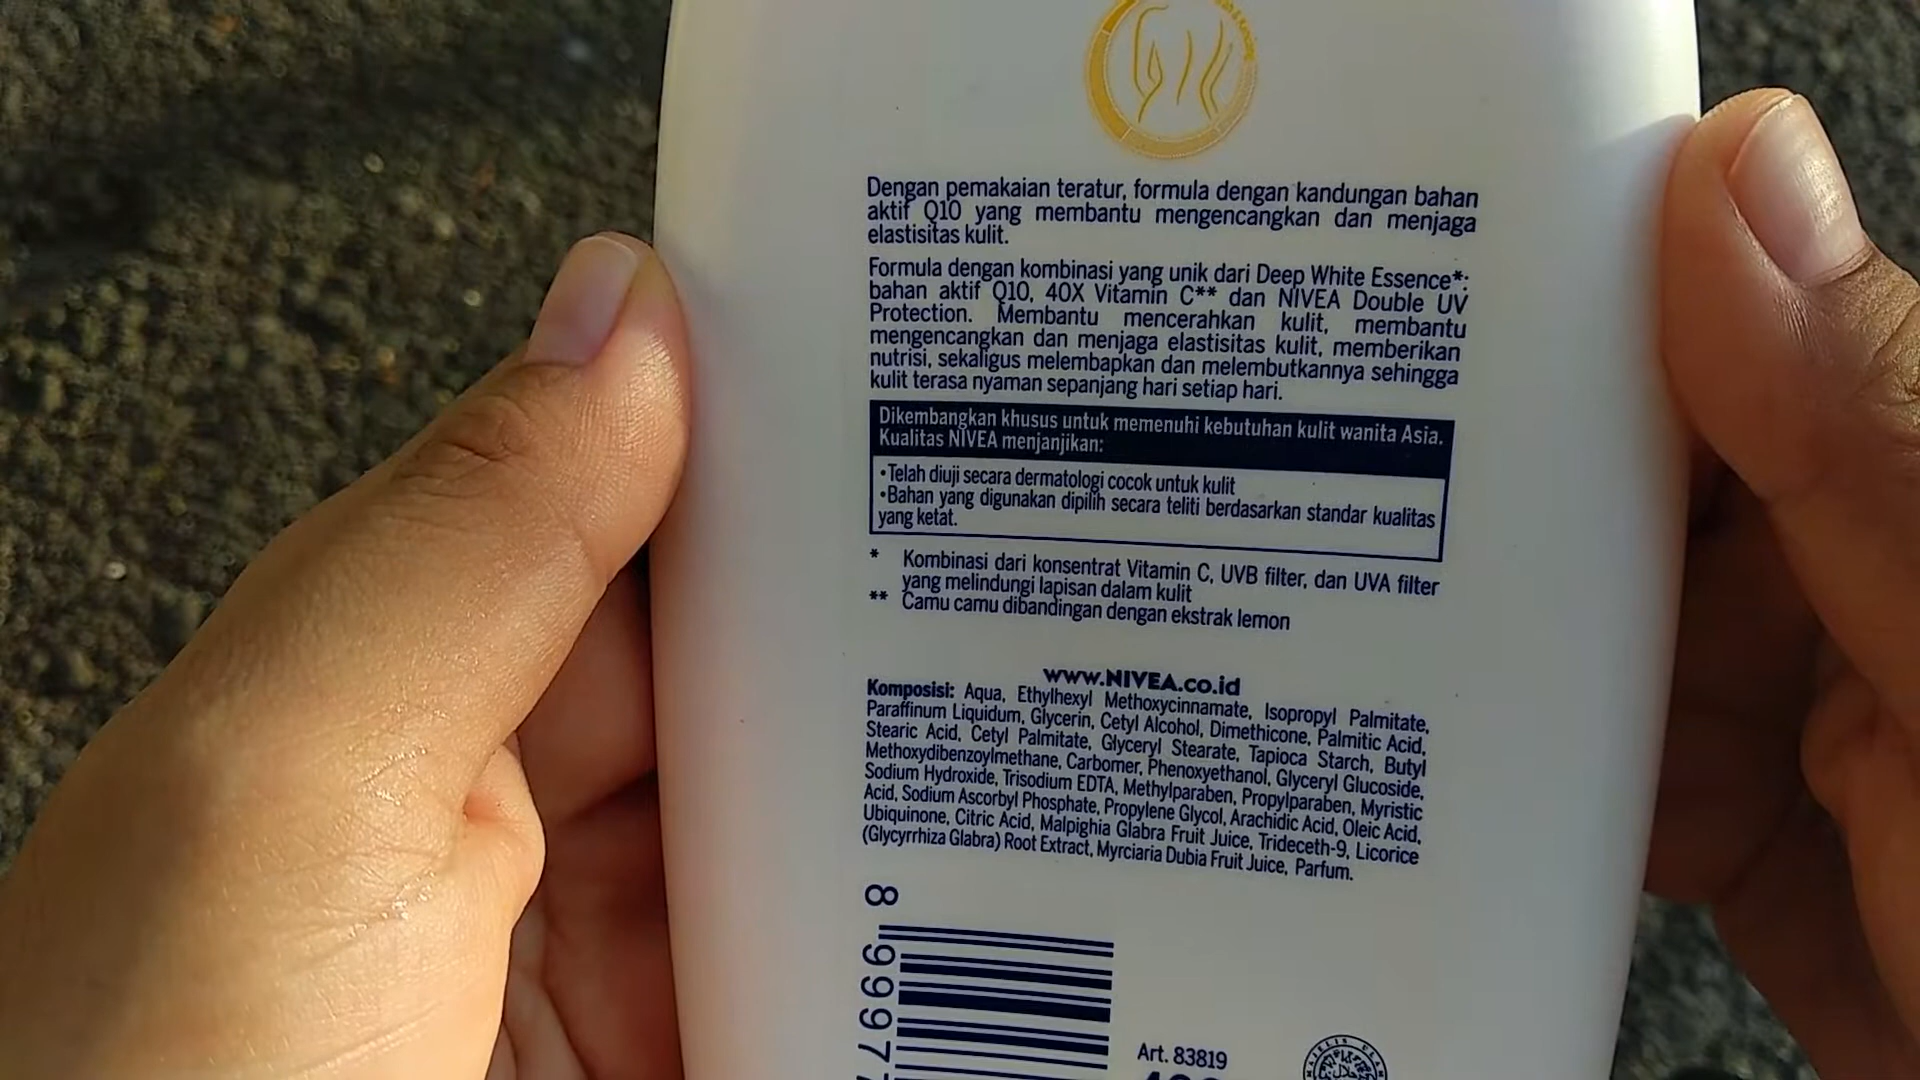 Dengan pemakaian teratur, formula dengan kandungan bahan
aktif Q10 yang membantu mengencangkan dan menjaga
elastisitas kulit.
Formula dengan kombinasi yang unik dari Deep White Essence*:
bahan aktif Q10, 40X Vitamin C** dan NIVEA Double UV
Protection. Membantu mencerahkan kulit, membantu
mengencangkan dan menjaga elastisitas kulit, memberikan
nutrisi, sekaligus melembapkan dan melembutkannya sehingga
kulit terasa nyaman sepanjang hari setiap hari.
Dikembangkan khusus untuk memenuhi kebutuhan kulit wanita Asia.
Kualitas NIVEA menjanjikan:
•Telah diuji secara dermatologi cocok untuk kulit
•Bahan yang digunakan dipilih secara teliti berdasarkan standar kualitas
yang ketat.
* Kombinasi dari konsentrat Vitamin C, UVB filter, dan UVA filter
yang melindungi lapisan dalam kulit
** Camu camu dibandingan dengan ekstrak lemon
www.NIVEA.co.id
Komposisi: Aqua, Ethylhexyl Methoxycinnamate, Isopropyl Palmitate,
Paraffinum Liquidum, Glycerin, Cetyl Alcohol, Dimethicone, Palmitic Acid,
Stearic Acid, Cetyl Palmitate, Glyceryl Stearate, Tapioca Starch, Butyl
Methoxydibenzoylmethane, Carbomer, Phenoxyethanol, Glyceryl Glucoside,
Sodium Hydroxide, Trisodium EDTA, Methylparaben, Propylparaben, Myristic
Acid, Sodium Ascorbyl Phosphate, Propylene Glycol, Arachidic Acid, Oleic Acid,
Ubiquinone, Citric Acid, Malpighia Glabra Fruit Juice, Trideceth-9, Licorice
(Glycyrrhiza Glabra) Root Extract, Myrciaria Dubia Fruit Juice, Parfum.
8 9997
Art. 83819